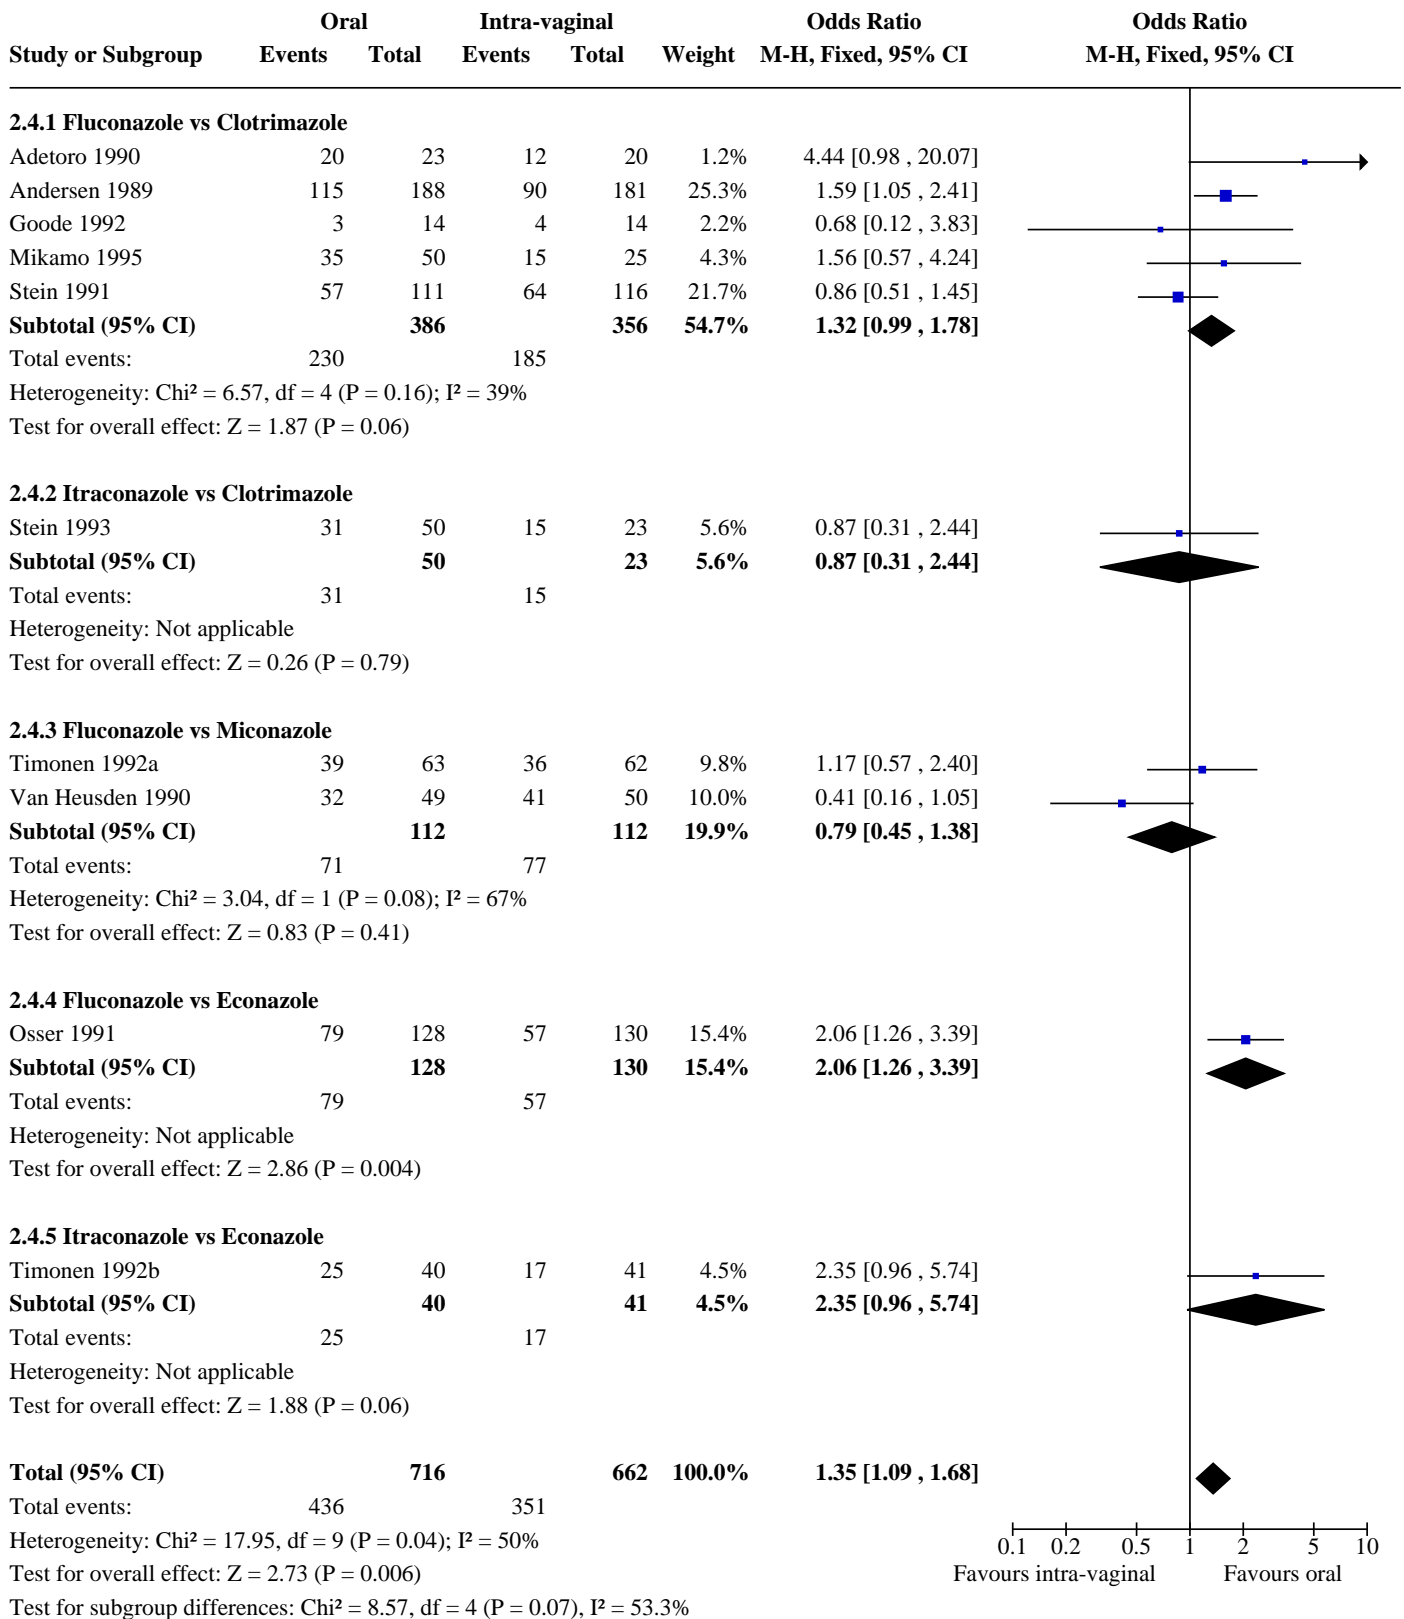 Oral Intra-vaginal Odds Ratio Odds Ratio
Study or Subgroup Events Total Events Total Weight M-H, Fixed, 95% CI M-H, Fixed, 95% CI
2.4.1 Fluconazole vs Clotrimazole
Adetoro 1990 20 23 12 20 1.2% 4.44 [0.98 , 20.07]
Andersen 1989 115 188 90 181 25.3% 1.59 [1.05 , 2.41]
Goode 1992 3 14 4 14 2.2% 0.68 [0.12 , 3.83]
Mikamo 1995 35 50 15 25 4.3% 1.56 [0.57 , 4.24]
Stein 1991 57 111 64 116 21.7% 0.86 [0.51 , 1.45]
Subtotal (95% CI) 386 356 54.7% 1.32 [0.99 , 1.78]
Total events: 230 185
Heterogeneity: Chi² = 6.57, df = 4 (P = 0.16); I² = 39%
Test for overall effect: Z = 1.87 (P = 0.06)
2.4.2 Itraconazole vs Clotrimazole
Stein 1993 31 50 15 23 5.6% 0.87 [0.31 , 2.44]
Subtotal (95% CI) 50 23 5.6% 0.87 [0.31 , 2.44]
Total events: 31 15
Heterogeneity: Not applicable
Test for overall effect: Z = 0.26 (P = 0.79)
2.4.3 Fluconazole vs Miconazole
Timonen 1992a 39 63 36 62 9.8% 1.17 [0.57 , 2.40]
Van Heusden 1990 32 49 41 50 10.0% 0.41 [0.16 , 1.05]
Subtotal (95% CI) 112 112 19.9% 0.79 [0.45 , 1.38]
Total events: 71 77
Heterogeneity: Chi² = 3.04, df = 1 (P = 0.08); I² = 67%
Test for overall effect: Z = 0.83 (P = 0.41)
2.4.4 Fluconazole vs Econazole
Osser 1991 79 128 57 130 15.4% 2.06 [1.26 , 3.39]
Subtotal (95% CI) 128 130 15.4% 2.06 [1.26 , 3.39]
Total events: 79 57
Heterogeneity: Not applicable
Test for overall effect: Z = 2.86 (P = 0.004)
2.4.5 Itraconazole vs Econazole
Timonen 1992b 25 40 17 41 4.5% 2.35 [0.96 , 5.74]
Subtotal (95% CI) 40 41 4.5% 2.35 [0.96 , 5.74]
Total events: 25 17
Heterogeneity: Not applicable
Test for overall effect: Z = 1.88 (P = 0.06)
Total (95% CI) 716 662 100.0% 1.35 [1.09 , 1.68]
Total events: 436 351
Heterogeneity: Chi² = 17.95, df = 9 (P = 0.04); I² = 50%
0.1 0.2 0.5 1 2 5 10
Test for overall effect: Z = 2.73 (P = 0.006) Favours intra-vaginal Favours oral
Test for subgroup differences: Chi² = 8.57, df = 4 (P = 0.07), I² = 53.3%